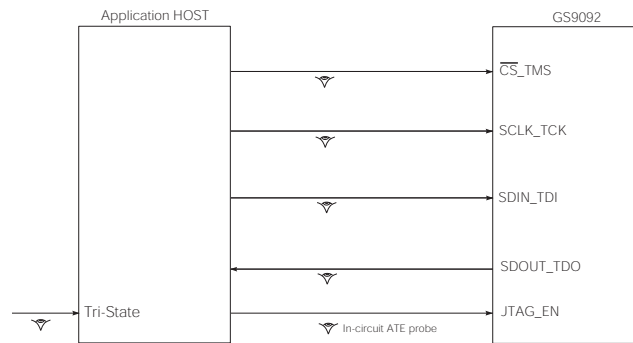 Application HOST
GS9092
CS_TMS
SCLK_TCK
SDIN_TDI
SDOUT_TDO
Tri-State
JTAG_EN
In-circuit ATE probe